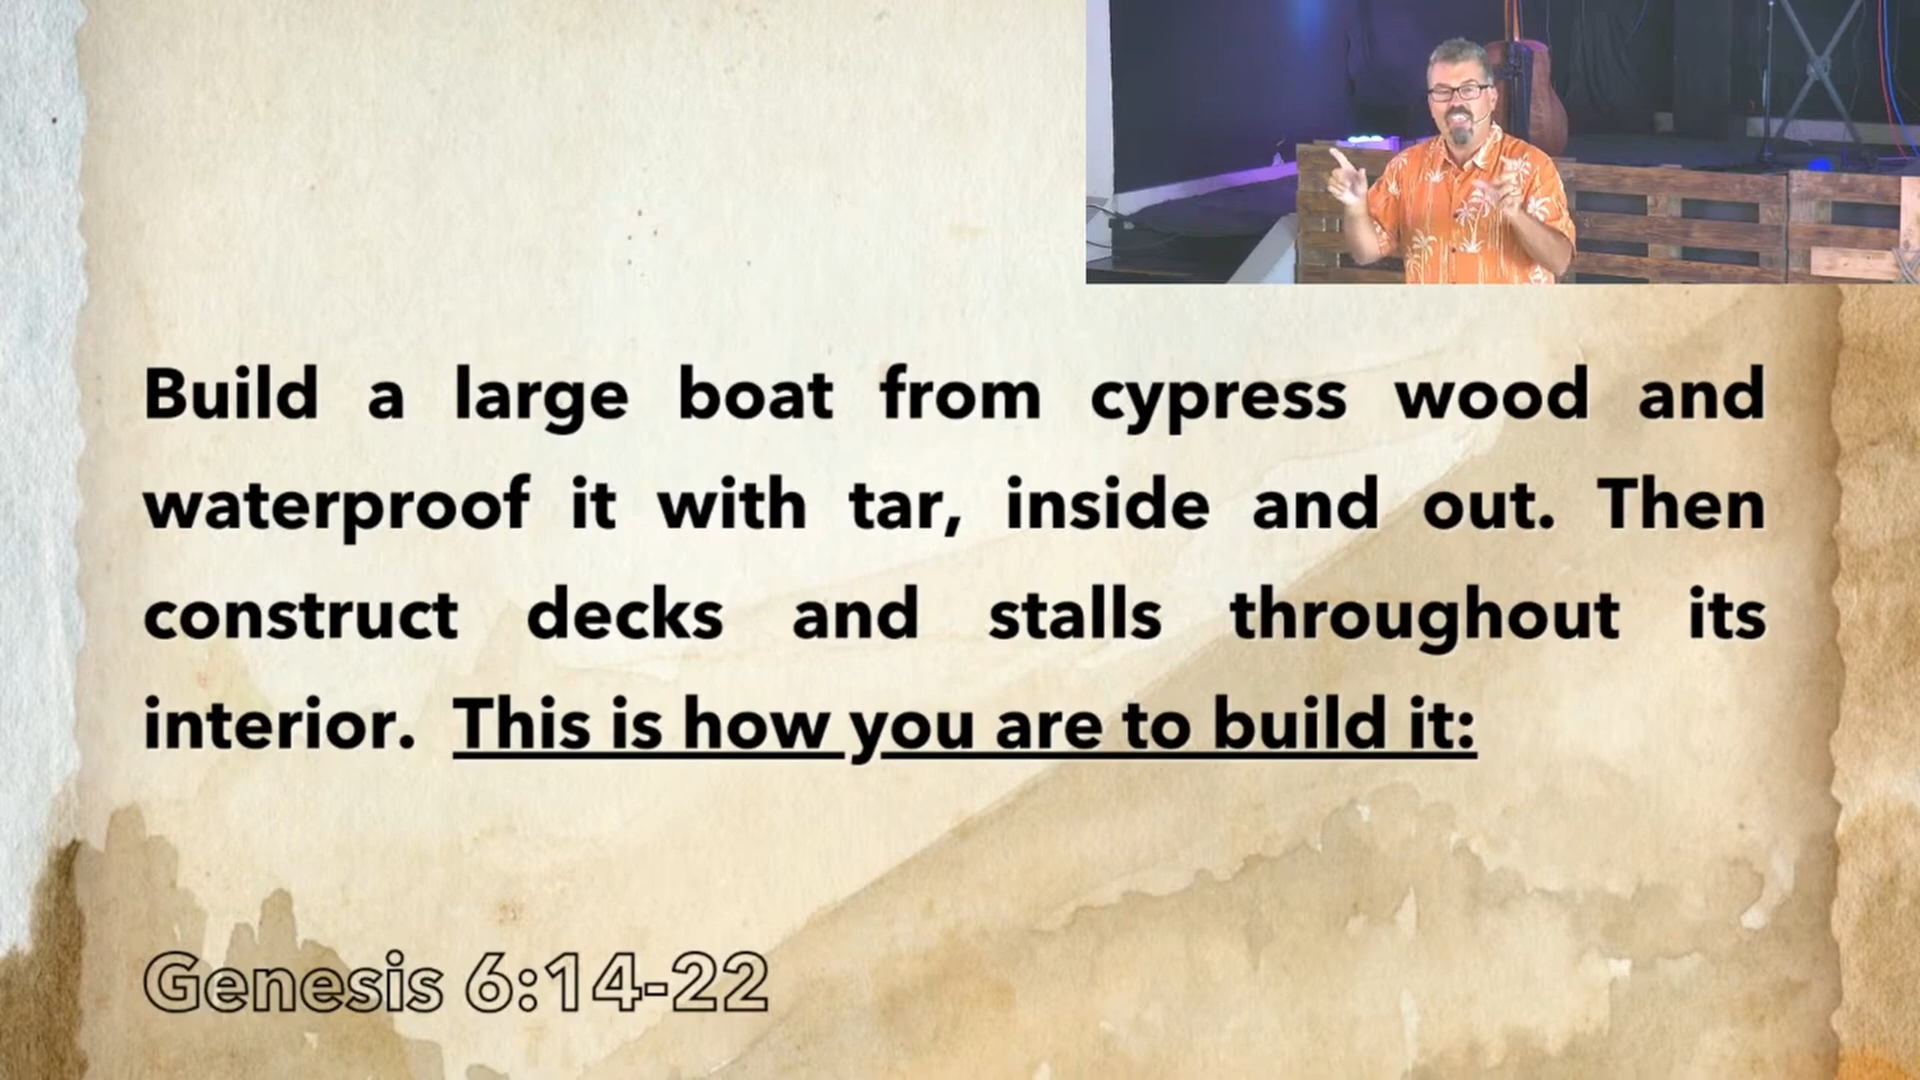 Build a large boat from cypress wood and
waterproof it with tar, inside and out. Then
construct decks and stalls throughout its
interior. This is how you are to build it:
Genesis 6:14-22